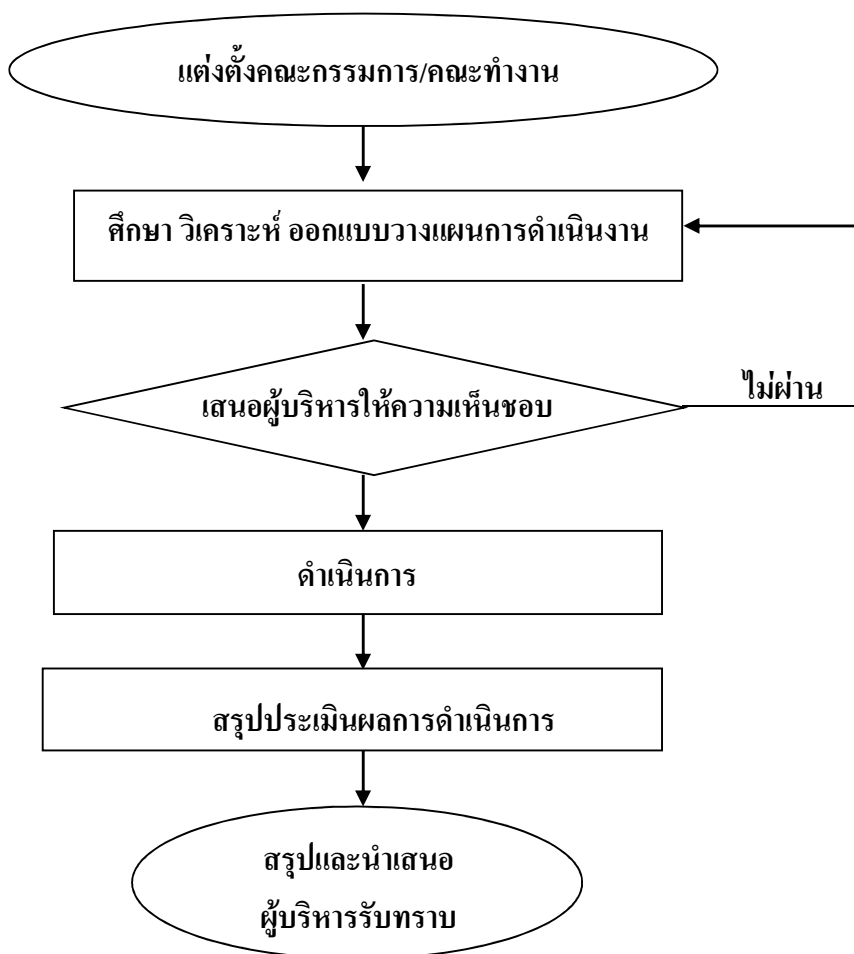 แต่งตั้งคณะกรรมการ/คณะทำงาน
ศึกษา วิเคราะห์ ออกแบบวางแผนการดำเนินงาน
เสนอผู้บริหารให้ความเห็นชอบ
ไม่ผ่าน
ดำเนินการ
สรุปประเมินผลการดำเนินการ
สรุปและนำเสนอ
ผู้บริหารรับทราบ